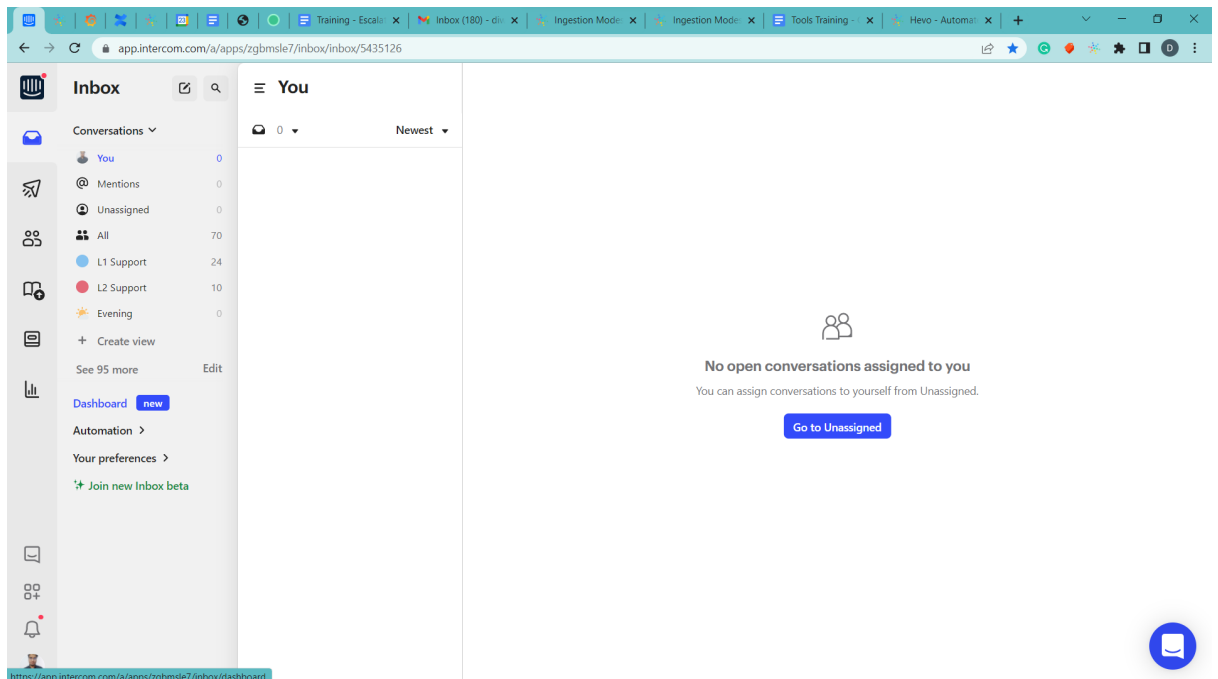 Training - Escala
Inbox (180) - div
Ingestion Mode
Ingestion Mode
Tools Training -
Hevo - Automat
app.intercom.com/a/apps/zgbmsle7/inbox/inbox/5435126
D
Inbox
You
Conversations
0
Newest
You 0
Mentions 0
Unassigned 0
All 70
L1 Support 24
L2 Support 10
Evening 0
+ Create view
See 95 more Edit
Dashboard new
Automation
Your preferences
Join new Inbox beta
No open conversations assigned to you
You can assign conversations to yourself from Unassigned.
Go to Unassigned
https://app.intercom.com/a/apps/zgbmsle7/inbox/dashboard